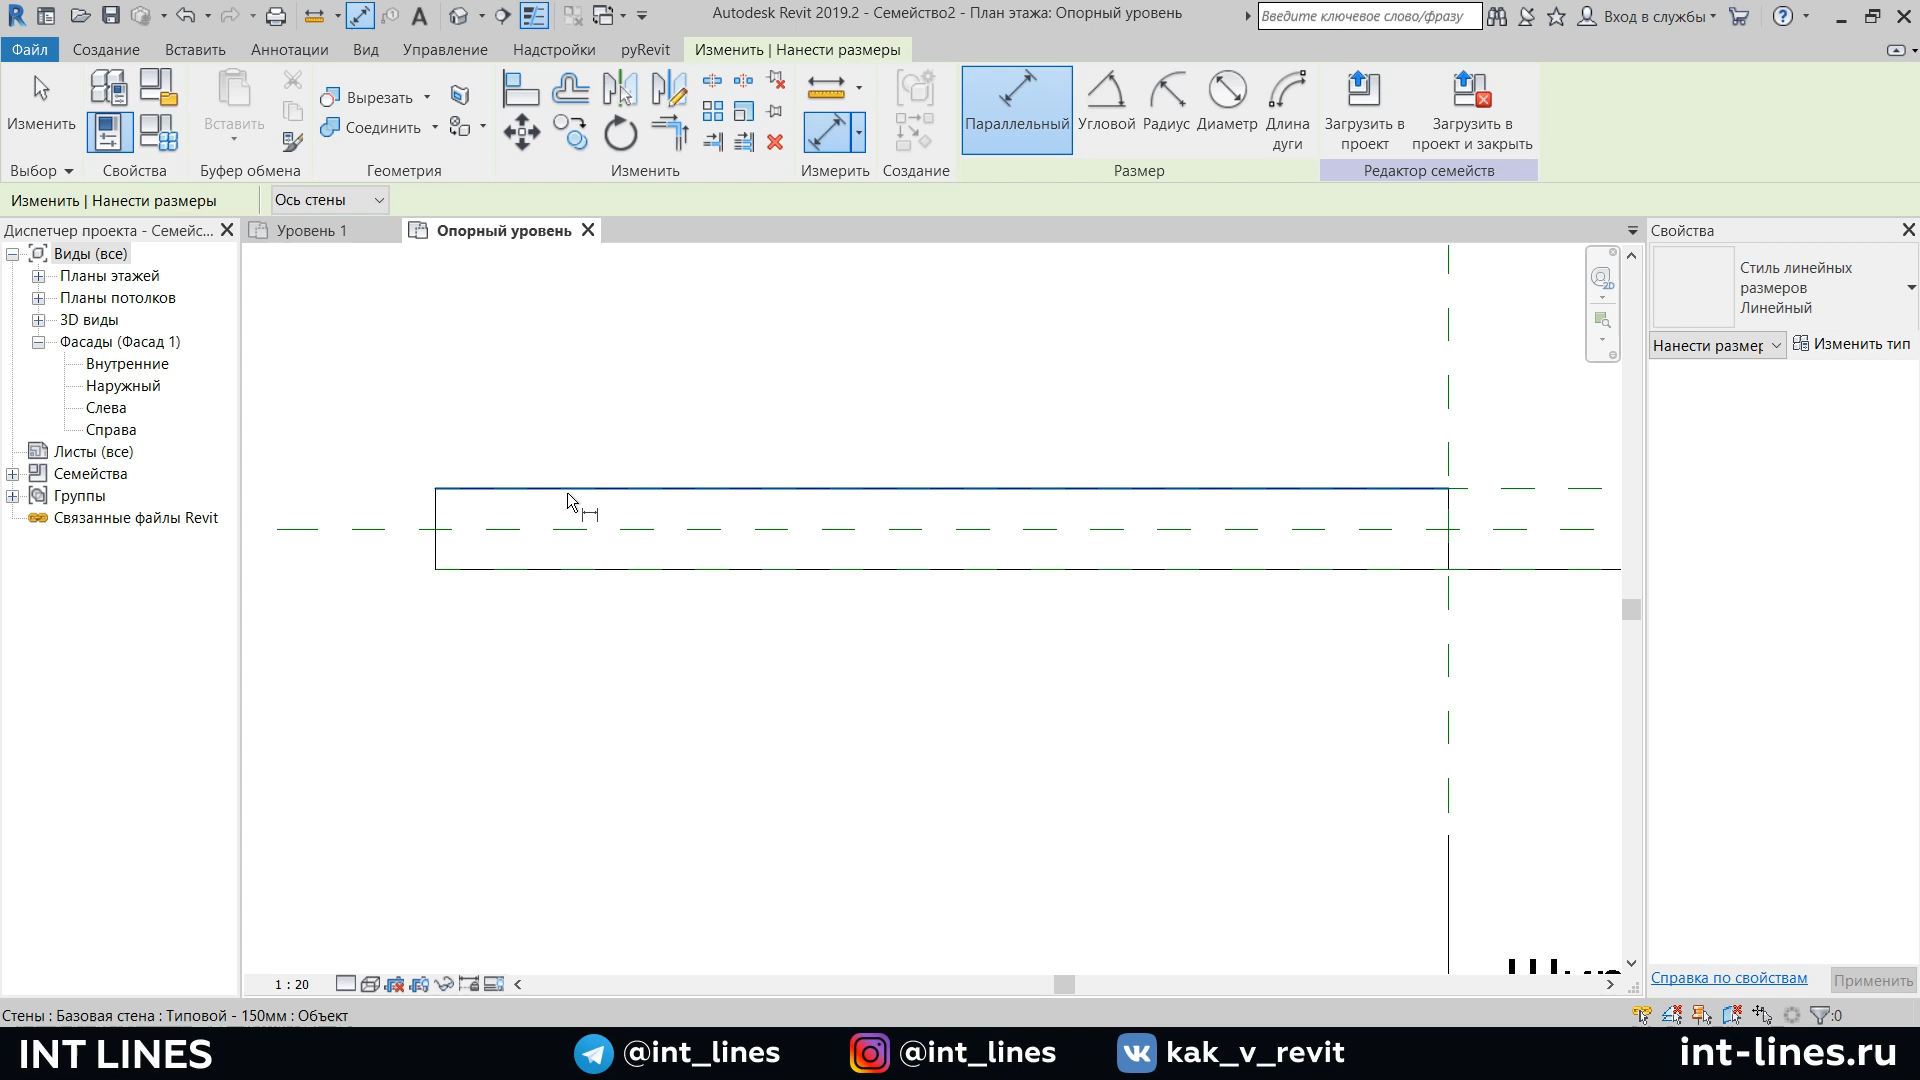 Autodesk Revit 2019.2 - Семейство2 - План этажа: Опорный уровень
Введите ключевое слово/фразу
Вход в службы
Файл Создание Вставить Аннотации Вид Управление Надстройки pyRevit Изменить | Нанести размеры
Изменить
Вставить
Вырезать
Соединить
Параллельный Угловой Радиус Диаметр Длина дуги
Загрузить в проект
Загрузить в проект и закрыть
Выбор Свойства Буфер обмена Геометрия Изменить Измерить Создание Размер Редактор семейств
Изменить | Нанести размеры Ось стены
Диспетчер проекта - Семейс...
Уровень 1 Опорный уровень
Свойства
Виды (все)
Планы этажей
Планы потолков
3D виды
Фасады (Фасад 1)
Внутренние
Наружный
Слева
Справа
Листы (все)
Семейства
Группы
Связанные файлы Revit
2D
Стиль линейных
размеров
Линейный
Нанести размер Изменить тип
1 : 20
Справка по свойствам Применить
Стены : Базовая стена : Типовой - 150мм : Объект
:0
INT LINES @int_lines @int_lines kak_v_revit int-lines.ru